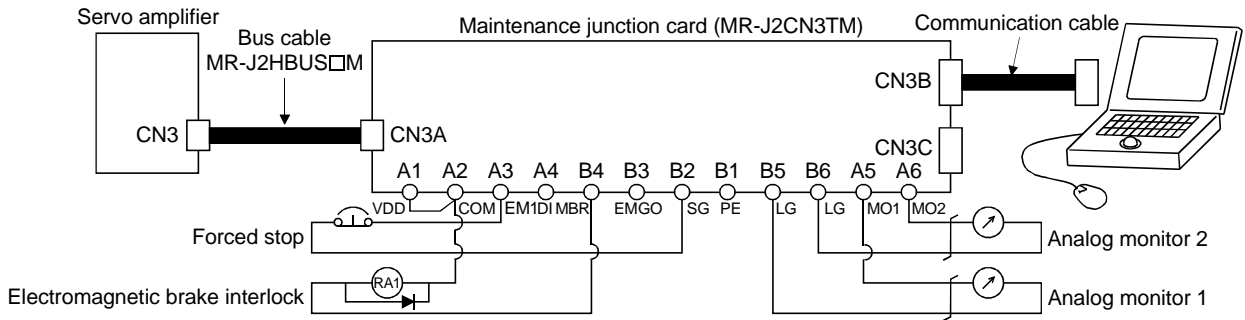 Servo amplifier
Bus cable
MR-J2HBUS□M
Maintenance junction card (MR-J2CN3TM)
Communication cable
CN3
CN3A
CN3B
CN3C
A1 A2 A3 A4 B4 B3 B2 B1 B5 B6 A5 A6
VDD COM EM1 DI MBR EMGO SG PE LG LG MO1 MO2
Forced stop
Analog monitor 2
RA1
Electromagnetic brake interlock
Analog monitor 1